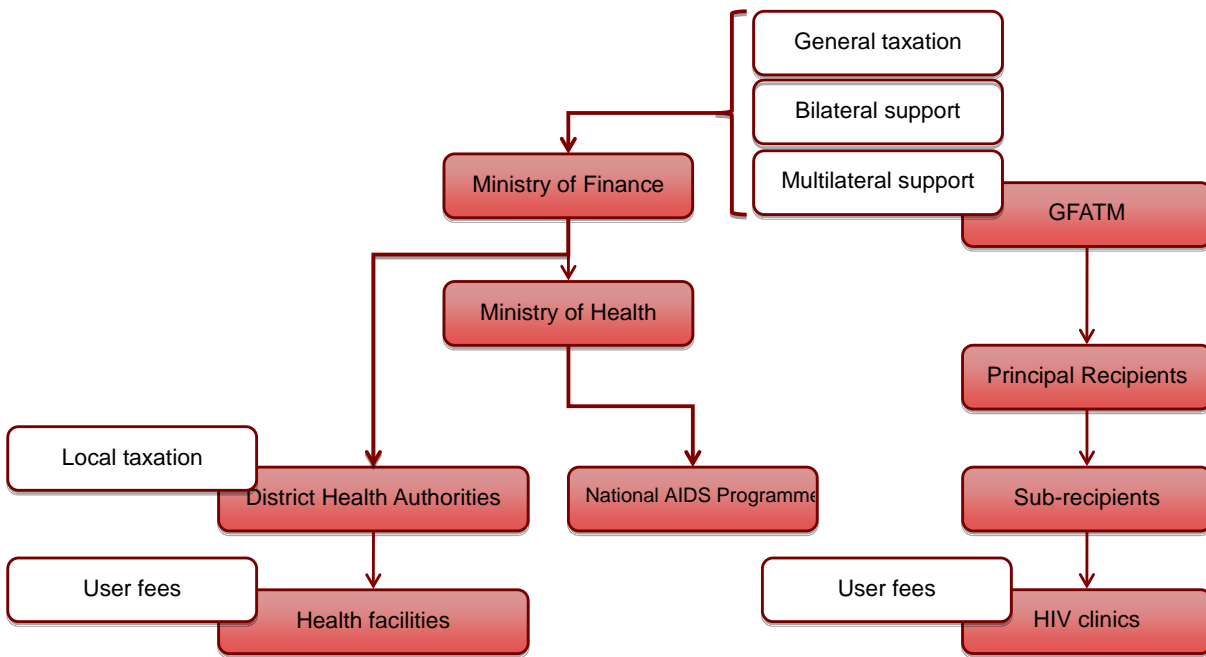 General taxation
Bilateral support
Ministry of Finance
Multilateral support
GFATM
Ministry of Health
Principal Recipients
Local taxation
District Health Authorities
National AIDS Programme
Sub-recipients
User fees
User fees
Health facilities
HIV clinics